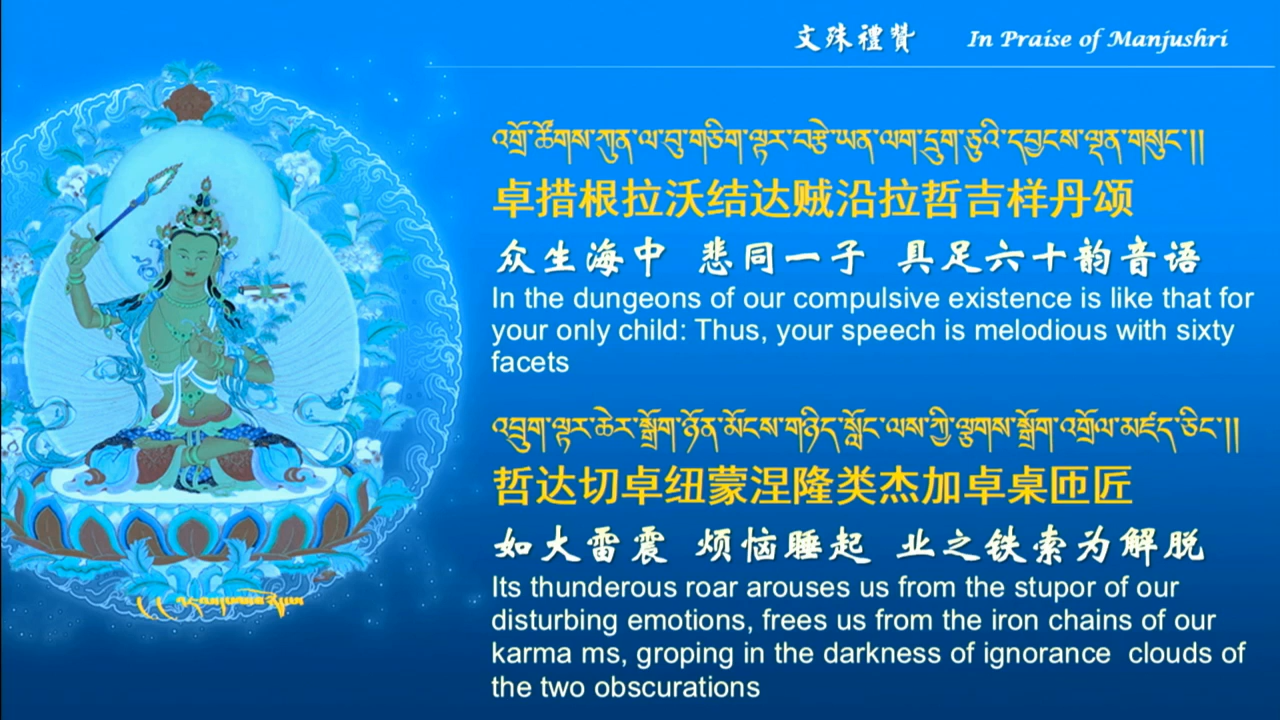 文殊禮贊 In Praise of Manjushri
འགྲོ་ཚོགས་ཀུན་ལ་བུ་གཅིག་ལྟར་བརྩེ་ཡན་ལག་དྲུག་ཅུའི་དབྱངས་ལྡན་གསུང་།།
卓措根拉沃结达贼沿拉哲吉样丹颂
众生海中 悲同一子 具足六十韵音语
In the dungeons of our compulsive existence is like that for
your only child: Thus, your speech is melodious with sixty
facets
འབྲུག་ལྟར་ཆེར་སྒྲོག་ཉོན་མོངས་གཉིད་སློང་ལས་ཀྱི་ལྕགས་སྒྲོག་འགྲོལ་མཛད་ཅིང་།།
哲达切卓纽蒙涅隆类杰加卓桌匝匠
如大雷震 烦恼睡起 业之铁索为解脱
Its thunderous roar arouses us from the stupor of our
disturbing emotions, frees us from the iron chains of our
karma ms, groping in the darkness of ignorance clouds of
the two obscurations